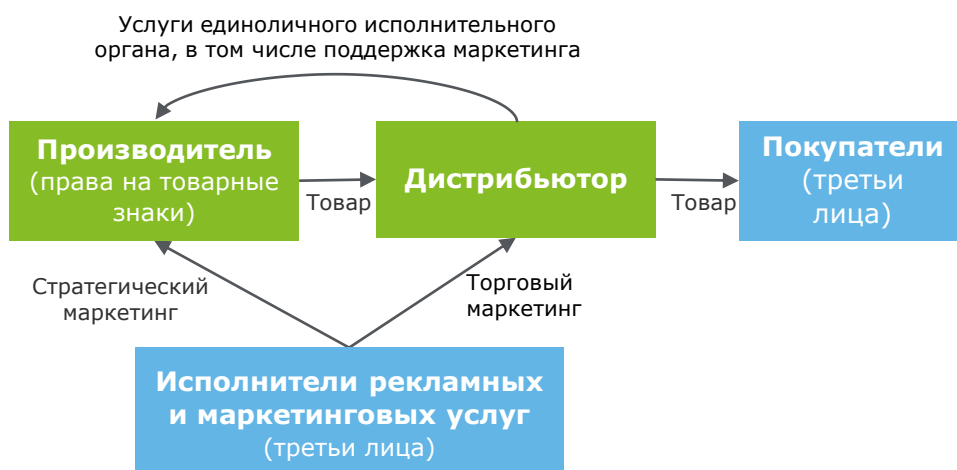 Услуги единоличного исполнительного
органа, в том числе поддержка маркетинга
Производитель
(права на товарные
знаки)
Товар
Дистрибьютор
Товар
Покупатели
(третьи
лица)
Стратегический
маркетинг
Торговый
маркетинг
Исполнители рекламных
и маркетинговых услуг
(третьи лица)